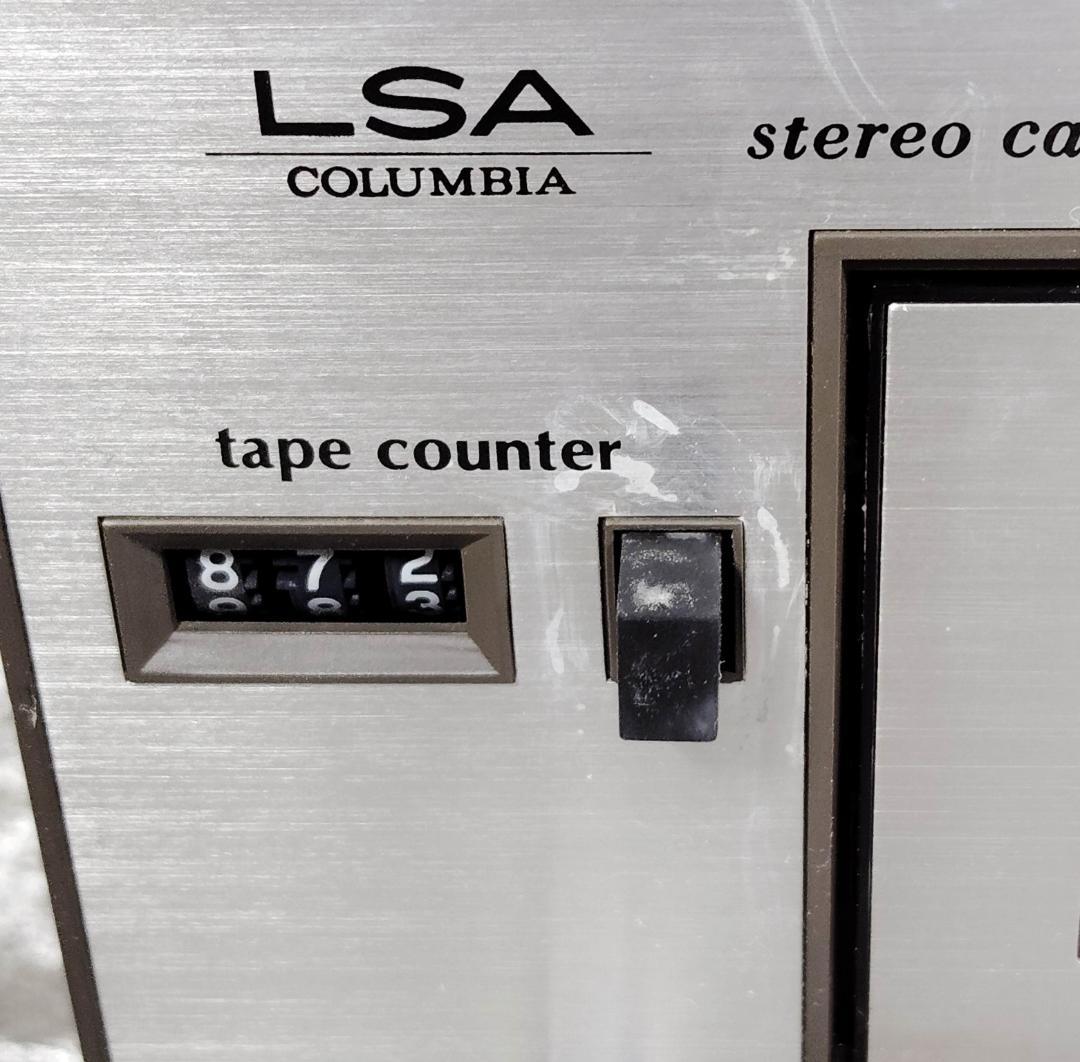 LSA
COLUMBIA
stereo ca
tape counter
872